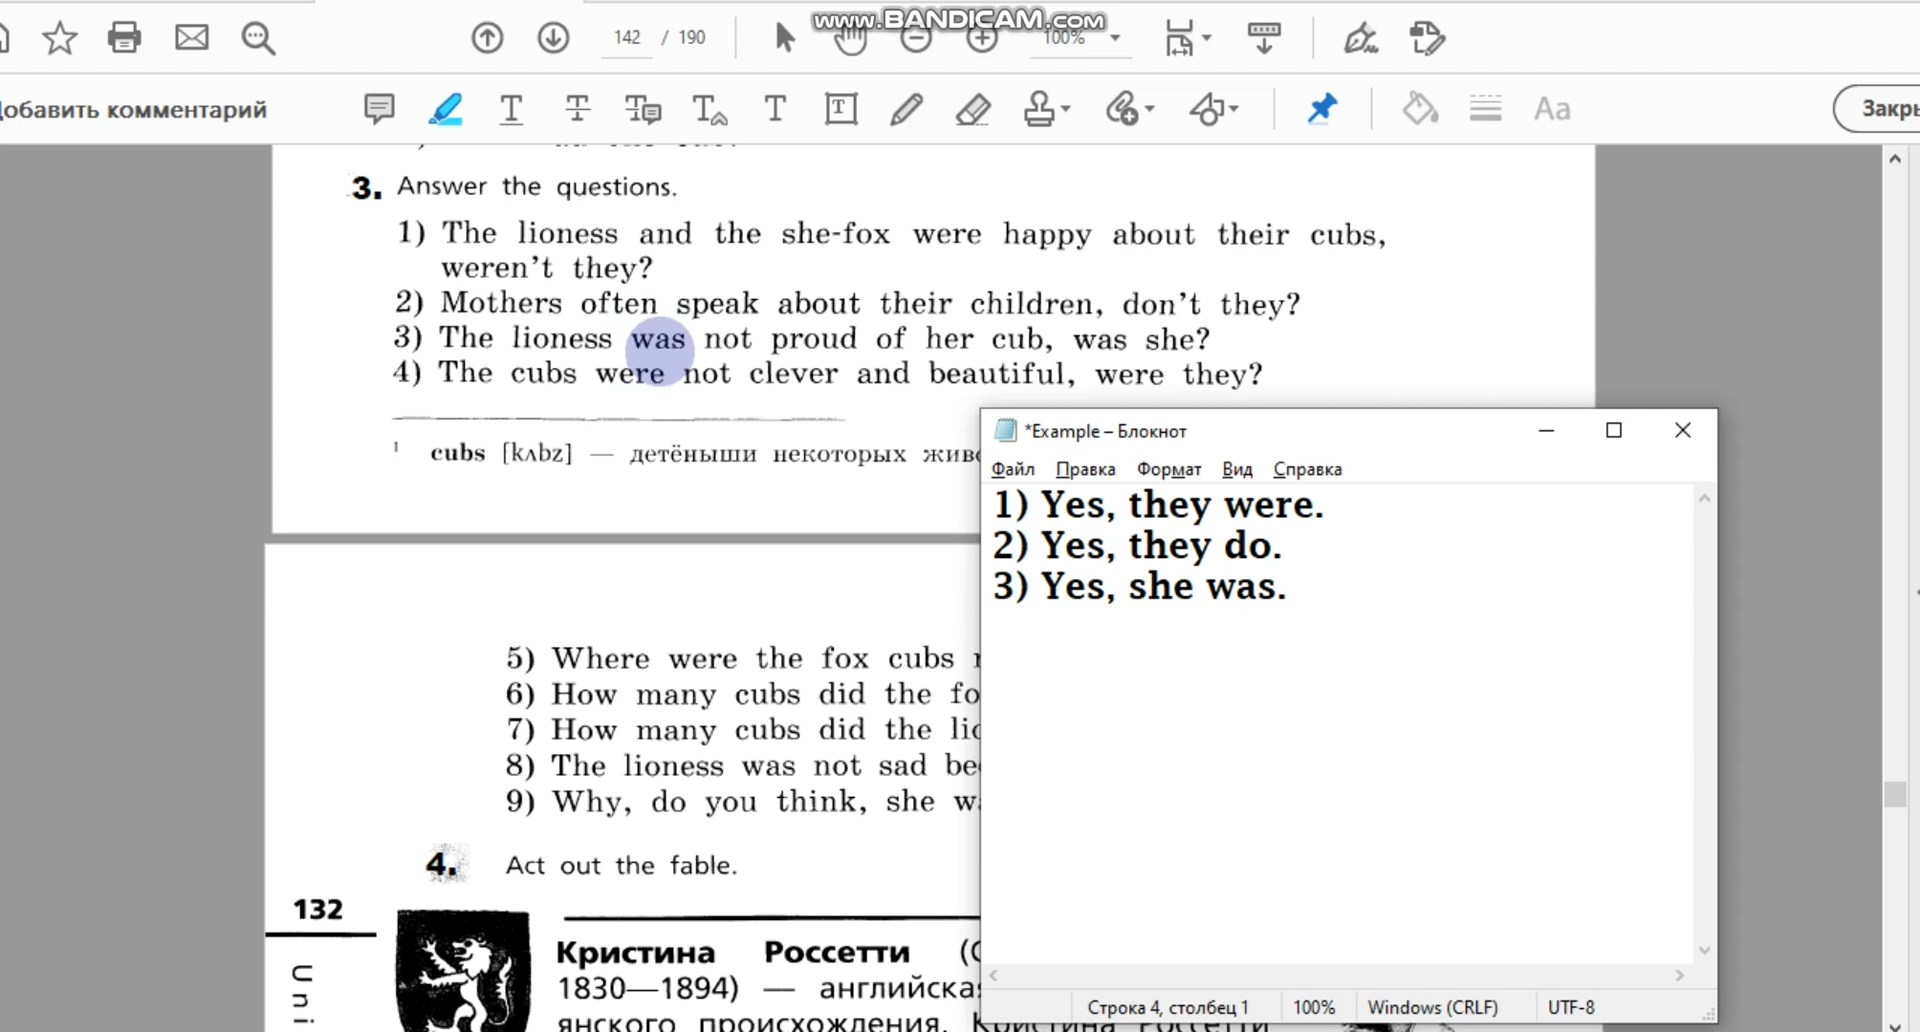 www.BANDICAM.com
142 / 190
100%
Добавить комментарий
Aa
3. Answer the questions.
1) The lioness and the she-fox were happy about their cubs,
weren't they?
2) Mothers often speak about their children, don't they?
3) The lioness was not proud of her cub, was she?
4) The cubs were not clever and beautiful, were they?
1 cubs [kʌbz] — детёныши некоторых
*Example – Блокнот
Файл Правка Формат Вид Справка
1) Yes, they were.
2) Yes, they do.
3) Yes, she was.
5) Where were the fox cubs
6) How many cubs did the
7) How many cubs did the
8) The lioness was not sad
9) Why, do you think, she
4. Act out the fable.
132
Uni
Кристина Россетти
1830—1894) —
янского происхождения. Кристина Россетти
Строка 4, столбец 1 100% Windows (CRLF) UTF-8